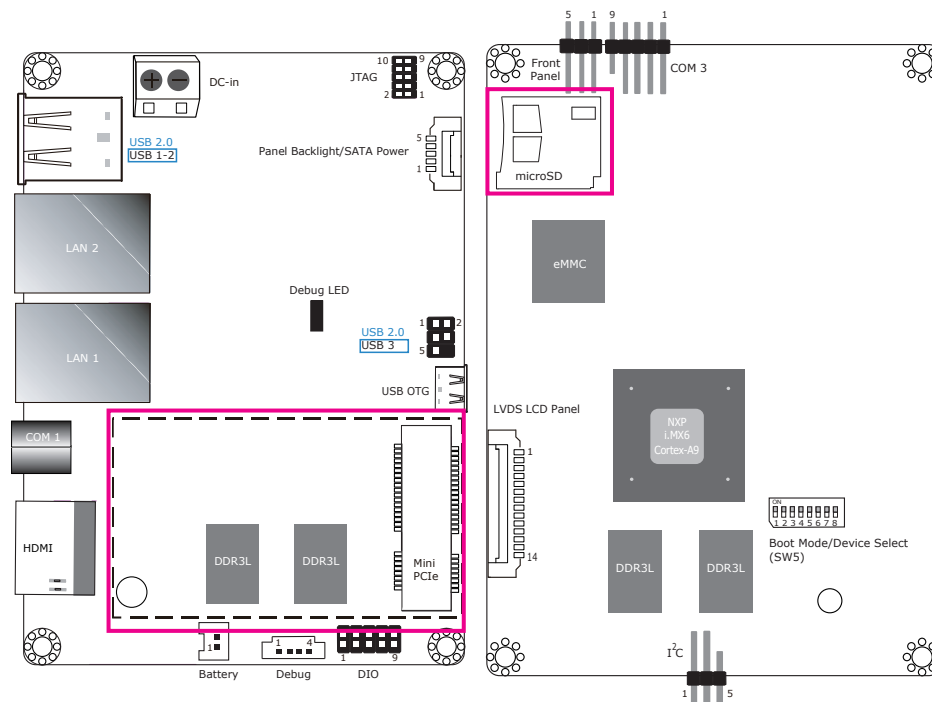 DC-in
10 9
JTAG
2 1
USB 2.0
USB 1-2
5
Panel Backlight/SATA Power
1
LAN 2
Debug LED
1 2
USB 2.0
USB 3
5
LAN 1
USB OTG
COM 1
HDMI
DDR3L
DDR3L
Mini
PCIe
1
Battery
1 4
Debug
1 9
DIO
5 1 9 1
Front
Panel
COM 3
microSD
eMMC
LVDS LCD Panel
1
14
NXP
i.MX6
Cortex-A9
ON
1 2 3 4 5 6 7 8
Boot Mode/Device Select
(SW5)
DDR3L
DDR3L
I²C
1 5